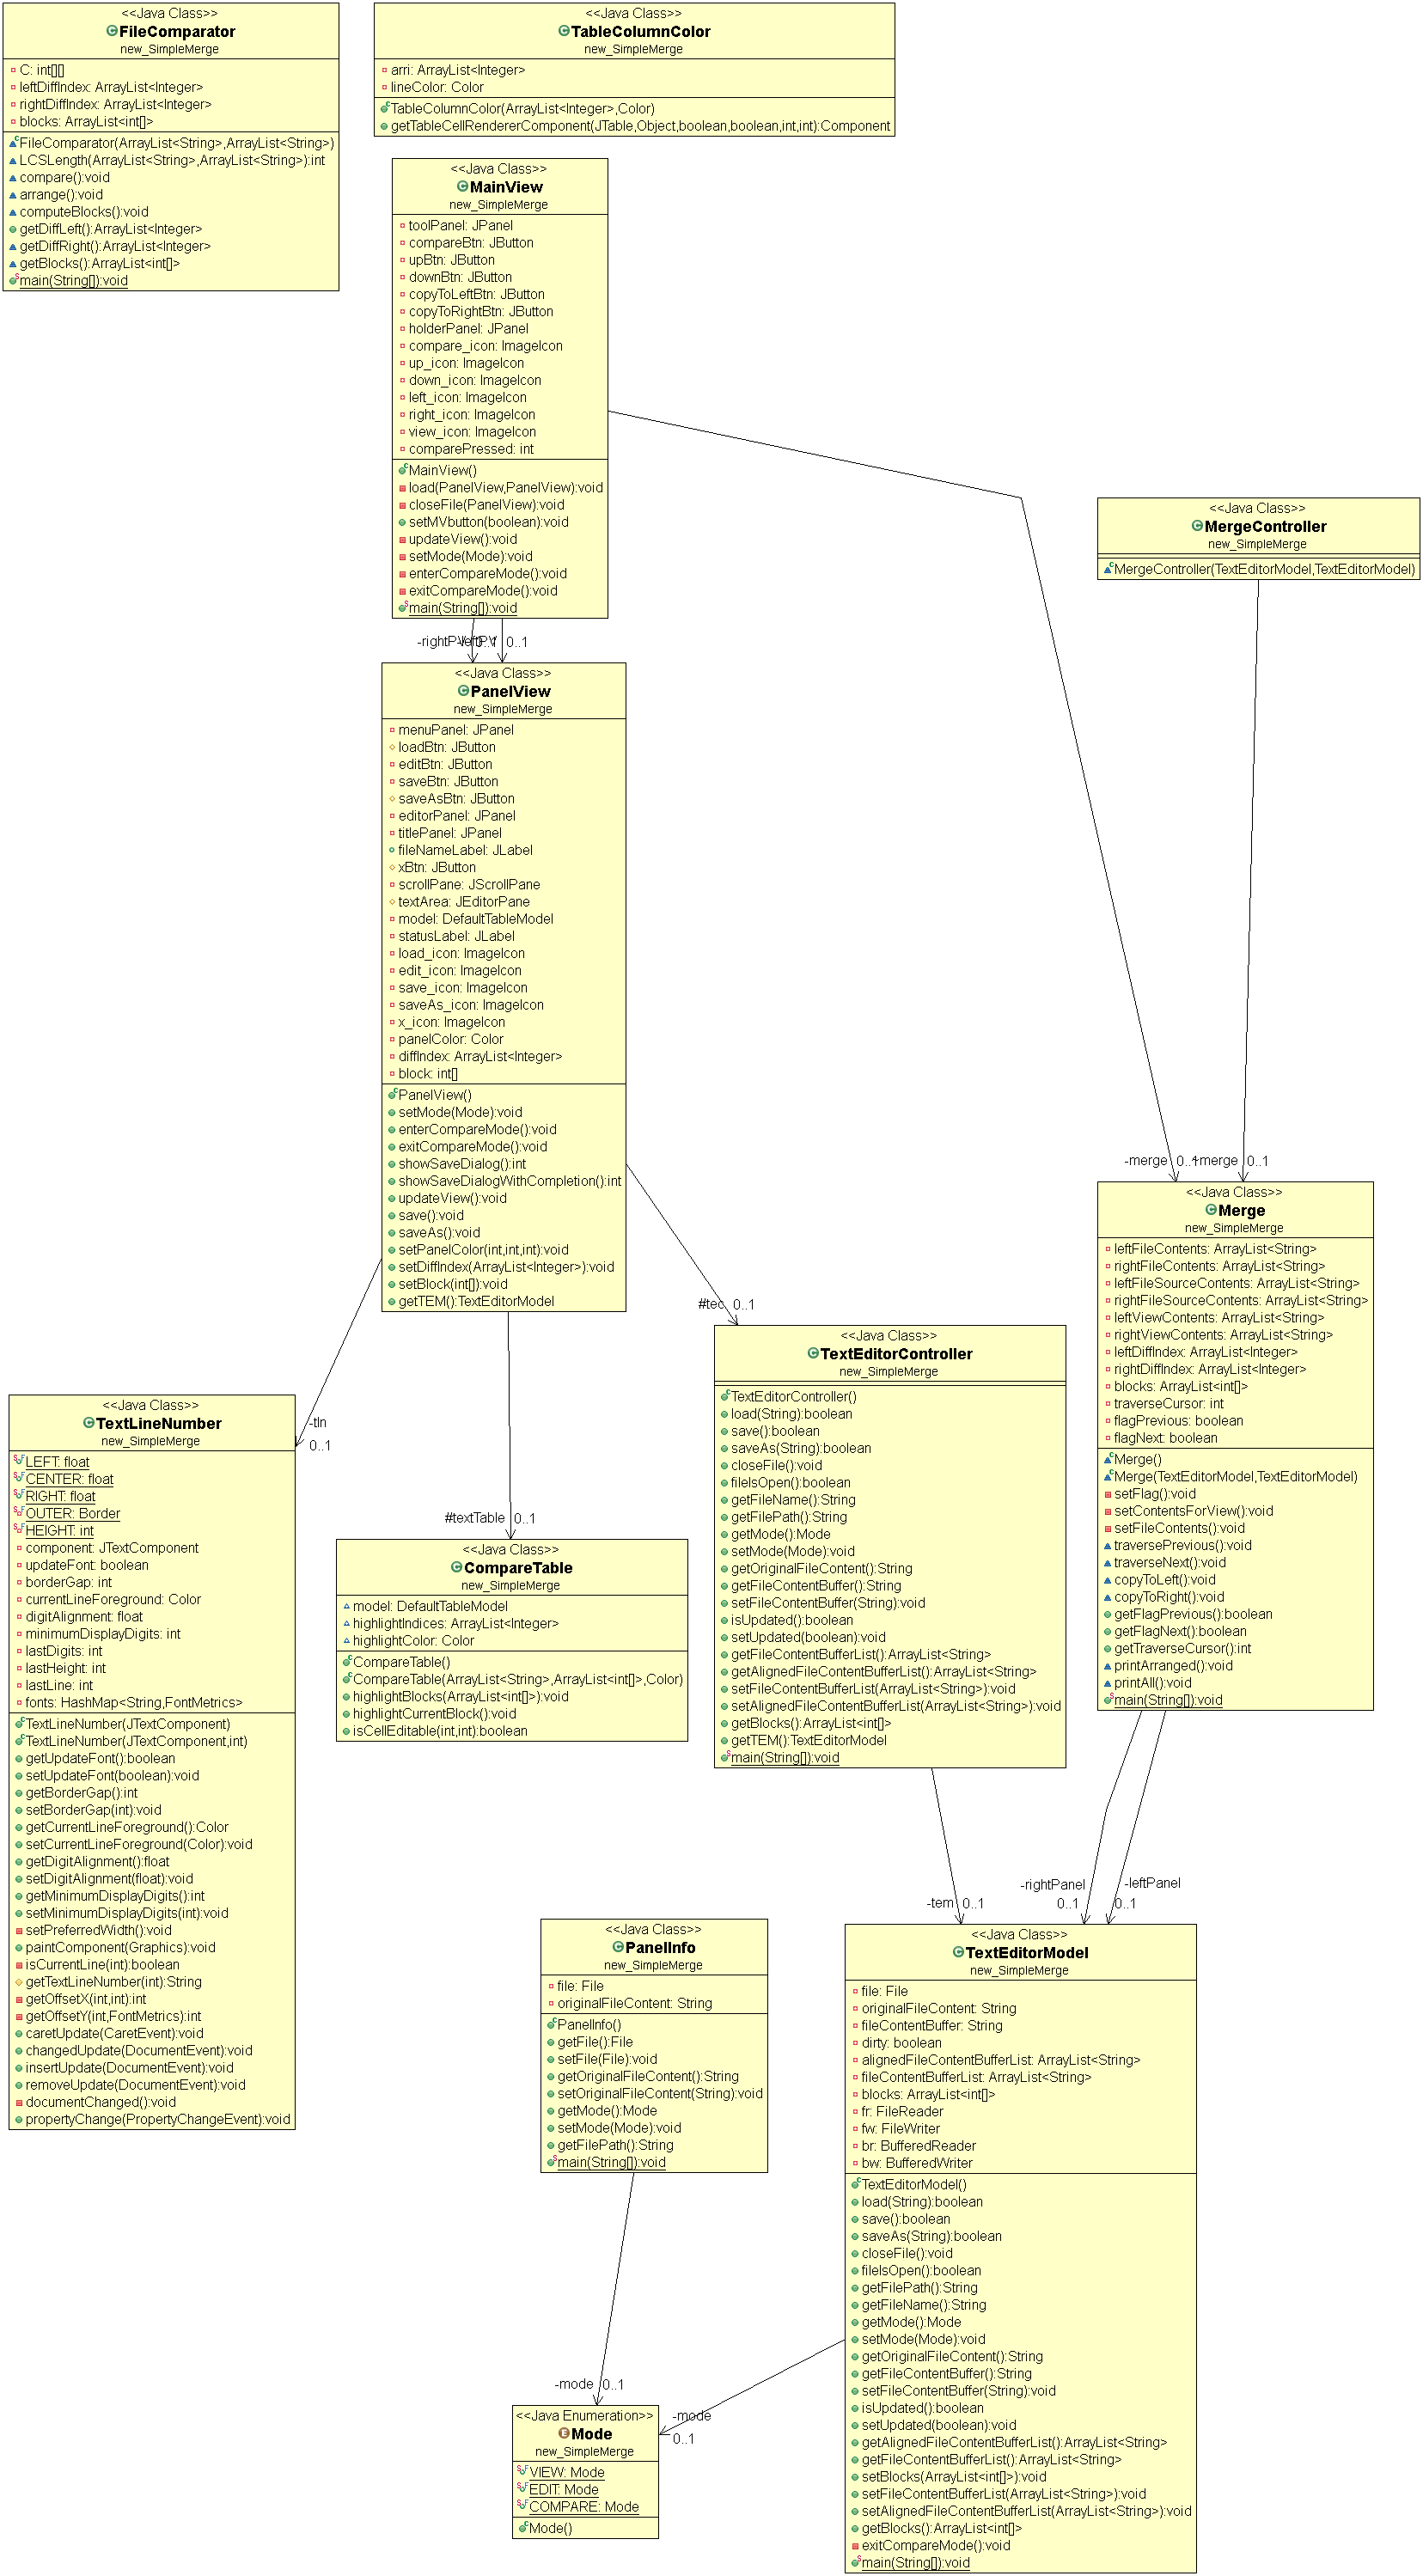 <<Java Class>>
FileComparator
new_SimpleMerge
C: int[][]
leftDiffIndex: ArrayList<Integer>
rightDiffIndex: ArrayList<Integer>
blocks: ArrayList<int[]>
FileComparator(ArrayList<String>,ArrayList<String>)
LCSLength(ArrayList<String>,ArrayList<String>):int
compare():void
arrange():void
computeBlocks():void
getDiffLeft():ArrayList<Integer>
getDiffRight():ArrayList<Integer>
getBlocks():ArrayList<int[]>
main(String[]):void
<<Java Class>>
TableColumnColor
new_SimpleMerge
arri: ArrayList<Integer>
lineColor: Color
TableColumnColor(ArrayList<Integer>,Color)
getTableCellRendererComponent(JTable,Object,boolean,boolean,int,int):Component
<<Java Class>>
MainView
new_SimpleMerge
toolPanel: JPanel
compareBtn: JButton
upBtn: JButton
downBtn: JButton
copyToLeftBtn: JButton
copyToRightBtn: JButton
holderPanel: JPanel
compare_icon: ImageIcon
up_icon: ImageIcon
down_icon: ImageIcon
left_icon: ImageIcon
right_icon: ImageIcon
view_icon: ImageIcon
comparePressed: int
MainView()
load(PanelView,PanelView):void
closeFile(PanelView):void
setMVbutton(boolean):void
updateView():void
setMode(Mode):void
enterCompareMode():void
exitCompareMode():void
main(String[]):void
<<Java Class>>
MergeController
new_SimpleMerge
MergeController(TextEditorModel,TextEditorModel)
-rightPV
-leftPV
0..1
0..1
<<Java Class>>
PanelView
new_SimpleMerge
menuPanel: JPanel
loadBtn: JButton
editBtn: JButton
saveBtn: JButton
saveAsBtn: JButton
editorPanel: JPanel
titlePanel: JPanel
fileNameLabel: JLabel
xBtn: JButton
scrollPane: JScrollPane
textArea: JEditorPane
model: DefaultTableModel
statusLabel: JLabel
load_icon: ImageIcon
edit_icon: ImageIcon
save_icon: ImageIcon
saveAs_icon: ImageIcon
x_icon: ImageIcon
panelColor: Color
diffIndex: ArrayList<Integer>
block: int[]
PanelView()
setMode(Mode):void
enterCompareMode():void
exitCompareMode():void
showSaveDialog():int
showSaveDialogWithCompletion():int
updateView():void
save():void
saveAs():void
setPanelColor(int,int,int):void
setDiffIndex(ArrayList<Integer>):void
setBlock(int[]):void
getTEM():TextEditorModel
-merge 0..1
~merge 0..1
<<Java Class>>
Merge
new_SimpleMerge
leftFileContents: ArrayList<String>
rightFileContents: ArrayList<String>
leftFileSourceContents: ArrayList<String>
rightFileSourceContents: ArrayList<String>
leftViewContents: ArrayList<String>
rightViewContents: ArrayList<String>
leftDiffIndex: ArrayList<Integer>
rightDiffIndex: ArrayList<Integer>
blocks: ArrayList<int[]>
traverseCursor: int
flagPrevious: boolean
flagNext: boolean
Merge()
Merge(TextEditorModel,TextEditorModel)
setFlag():void
setContentsForView():void
setFileContents():void
traversePrevious():void
traverseNext():void
copyToLeft():void
copyToRight():void
getFlagPrevious():boolean
getFlagNext():boolean
getTraverseCursor():int
printArranged():void
printAll():void
main(String[]):void
#tec 0..1
<<Java Class>>
TextEditorController
new_SimpleMerge
TextEditorController()
load(String):boolean
save():boolean
saveAs(String):boolean
closeFile():void
fileIsOpen():boolean
getFileName():String
getFilePath():String
getMode():Mode
setMode(Mode):void
getOriginalFileContent():String
getFileContentBuffer():String
setFileContentBuffer(String):void
isUpdated():boolean
setUpdated(boolean):void
getFileContentBufferList():ArrayList<String>
getAlignedFileContentBufferList():ArrayList<String>
setFileContentBufferList(ArrayList<String>):void
setAlignedFileContentBufferList(ArrayList<String>):void
getBlocks():ArrayList<int[]>
getTEM():TextEditorModel
main(String[]):void
-tln
0..1
<<Java Class>>
TextLineNumber
new_SimpleMerge
LEFT: float
CENTER: float
RIGHT: float
OUTER: Border
HEIGHT: int
component: JTextComponent
updateFont: boolean
borderGap: int
currentLineForeground: Color
digitAlignment: float
minimumDisplayDigits: int
lastDigits: int
lastHeight: int
lastLine: int
fonts: HashMap<String,FontMetrics>
TextLineNumber(JTextComponent)
TextLineNumber(JTextComponent,int)
getUpdateFont():boolean
setUpdateFont(boolean):void
getBorderGap():int
setBorderGap(int):void
getCurrentLineForeground():Color
setCurrentLineForeground(Color):void
getDigitAlignment():float
setDigitAlignment(float):void
getMinimumDisplayDigits():int
setMinimumDisplayDigits(int):void
setPreferredWidth():void
paintComponent(Graphics):void
isCurrentLine(int):boolean
getTextLineNumber(int):String
getOffsetX(int,int):int
getOffsetY(int,FontMetrics):int
caretUpdate(CaretEvent):void
changedUpdate(DocumentEvent):void
insertUpdate(DocumentEvent):void
removeUpdate(DocumentEvent):void
documentChanged():void
propertyChange(PropertyChangeEvent):void
#textTable 0..1
<<Java Class>>
CompareTable
new_SimpleMerge
model: DefaultTableModel
highlightIndices: ArrayList<Integer>
highlightColor: Color
CompareTable()
CompareTable(ArrayList<String>,ArrayList<int[]>,Color)
highlightBlocks(ArrayList<int[]>):void
highlightCurrentBlock():void
isCellEditable(int,int):boolean
-tem 0..1
-rightPanel
0..1
-leftPanel
0..1
<<Java Class>>
PanelInfo
new_SimpleMerge
file: File
originalFileContent: String
PanelInfo()
getFile():File
setFile(File):void
getOriginalFileContent():String
setOriginalFileContent(String):void
getMode():Mode
setMode(Mode):void
getFilePath():String
main(String[]):void
<<Java Class>>
TextEditorModel
new_SimpleMerge
file: File
originalFileContent: String
fileContentBuffer: String
dirty: boolean
alignedFileContentBufferList: ArrayList<String>
fileContentBufferList: ArrayList<String>
blocks: ArrayList<int[]>
fr: FileReader
fw: FileWriter
br: BufferedReader
bw: BufferedWriter
TextEditorModel()
load(String):boolean
save():boolean
saveAs(String):boolean
closeFile():void
fileIsOpen():boolean
getFilePath():String
getFileName():String
getMode():Mode
setMode(Mode):void
getOriginalFileContent():String
getFileContentBuffer():String
setFileContentBuffer(String):void
isUpdated():boolean
setUpdated(boolean):void
getAlignedFileContentBufferList():ArrayList<String>
getFileContentBufferList():ArrayList<String>
setBlocks(ArrayList<int[]>):void
setFileContentBufferList(ArrayList<String>):void
setAlignedFileContentBufferList(ArrayList<String>):void
getBlocks():ArrayList<int[]>
exitCompareMode():void
main(String[]):void
-mode 0..1
-mode
0..1
<<Java Enumeration>>
Mode
new_SimpleMerge
VIEW: Mode
EDIT: Mode
COMPARE: Mode
Mode()